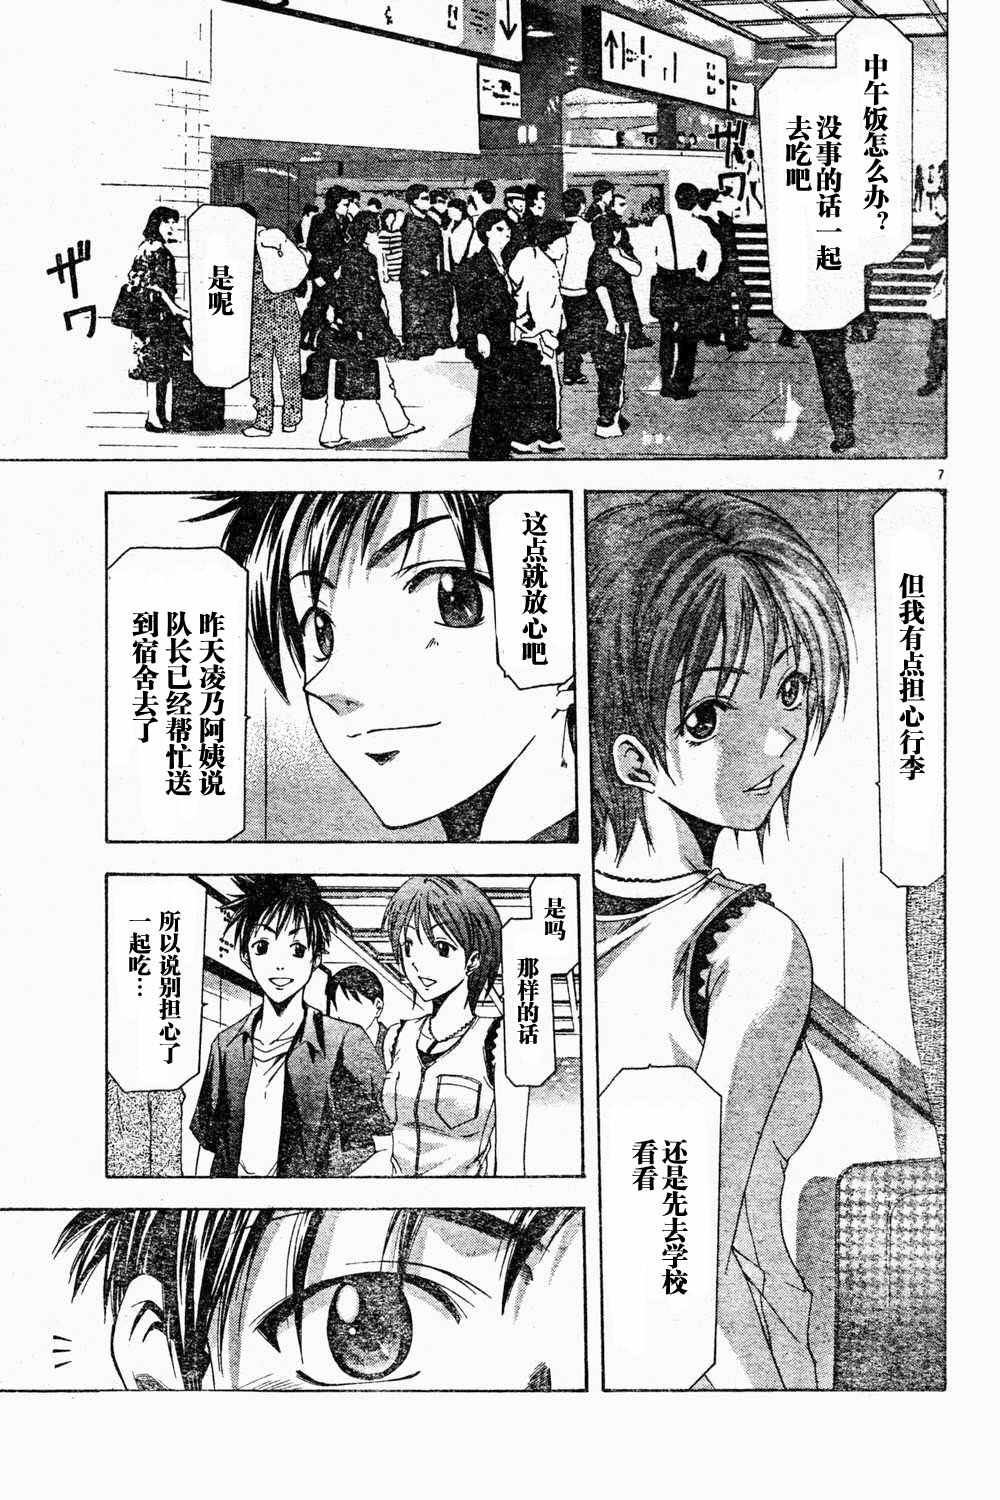 中午饭怎么办？
没事的话一起
去吃吧
ザワ
是呢
ザワ
7
但我有点担心行李
还是先去学校
看看
这点就放心吧
昨天凌乃阿姨说
队长已经帮忙送
到宿舍去了
是吗
那样的话
所以说别担心了
一起吃…